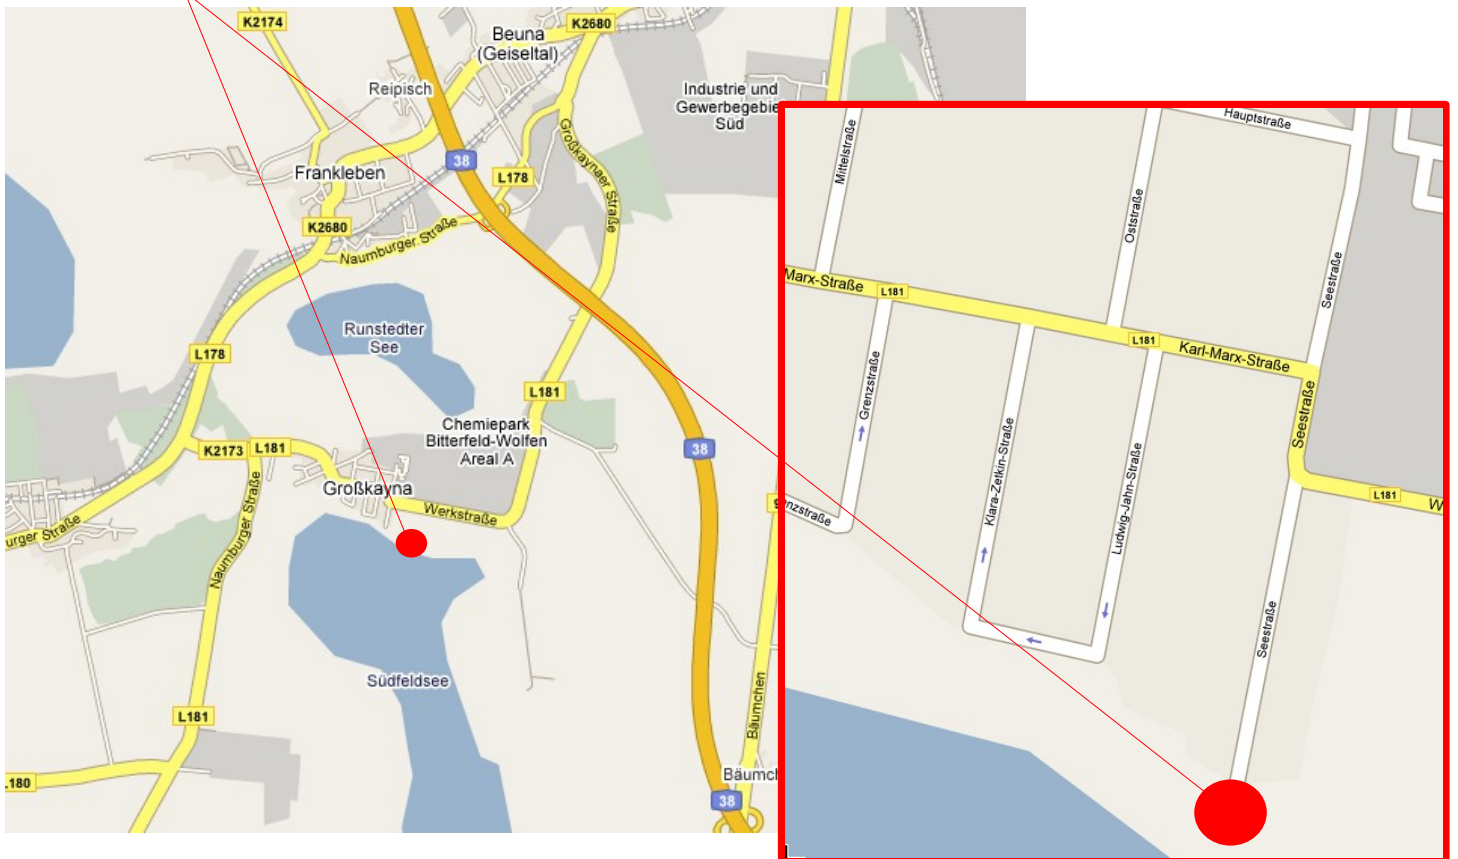 K2174
K2680
Beuna
(Geiseltal)
Reipisch
Industrie und
Gewerbegebie
Süd
38
Großkaynaer Straße
L178
Frankleben
K2680
Naumburger Straße
Runstedter
See
L178
L181
Chemiepark
Bitterfeld-Wolfen
Areal A
K2173
L181
38
Großkayna
Werkstraße
urger Straße
Naumburger Straße
9
Südfeldsee
L181
Bäumchen
.180
Bäumch
38
Mittelstraße
Hauptstraße
Oststraße
Seestraße
Marx-Straße
L181
L181
Karl-Marx-Straße
Grenzstraße
Seestraße
Klara-Zetkin-Straße
Ludwig-Jahn-Straße
L181
W
nzstraße
Seestraße